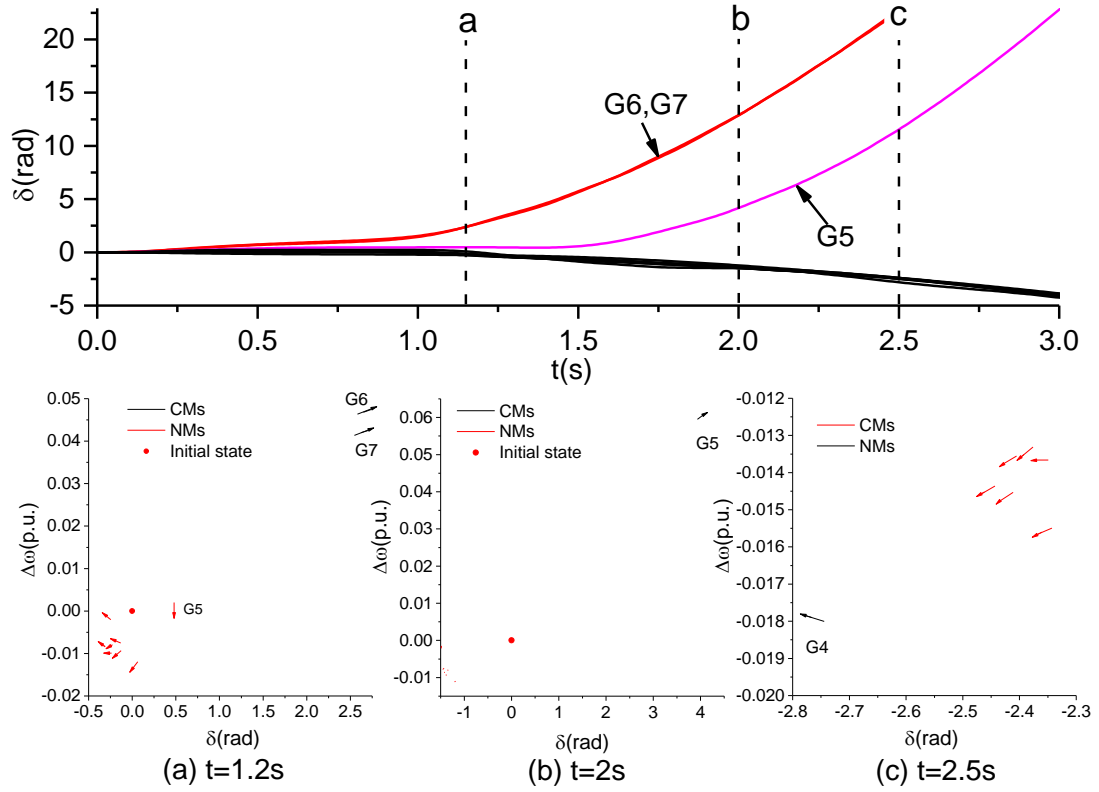 a
b
c
20
15
10
5
0
-5
δ(rad)
G6,G7
G5
0.0
0.5
1.0
1.5
2.0
2.5
3.0
t(s)
0.05
0.04
0.03
0.02
0.01
0.00
-0.01
-0.02
Δω(p.u.)
CMs
NMs
Initial state
G6
G7
G5
-0.5
0.0
0.5
1.0
1.5
2.0
2.5
δ(rad)
(a) t=1.2s
0.06
0.05
0.04
0.03
0.02
0.01
0.00
-0.01
Δω(p.u.)
CMs
NMs
Initial state
G5
-1
0
1
2
3
4
δ(rad)
(b) t=2s
-0.012
-0.013
-0.014
-0.015
-0.016
-0.017
-0.018
-0.019
-0.020
Δω(p.u.)
CMs
NMs
G4
-2.8
-2.7
-2.6
-2.5
-2.4
-2.3
δ(rad)
(c) t=2.5s